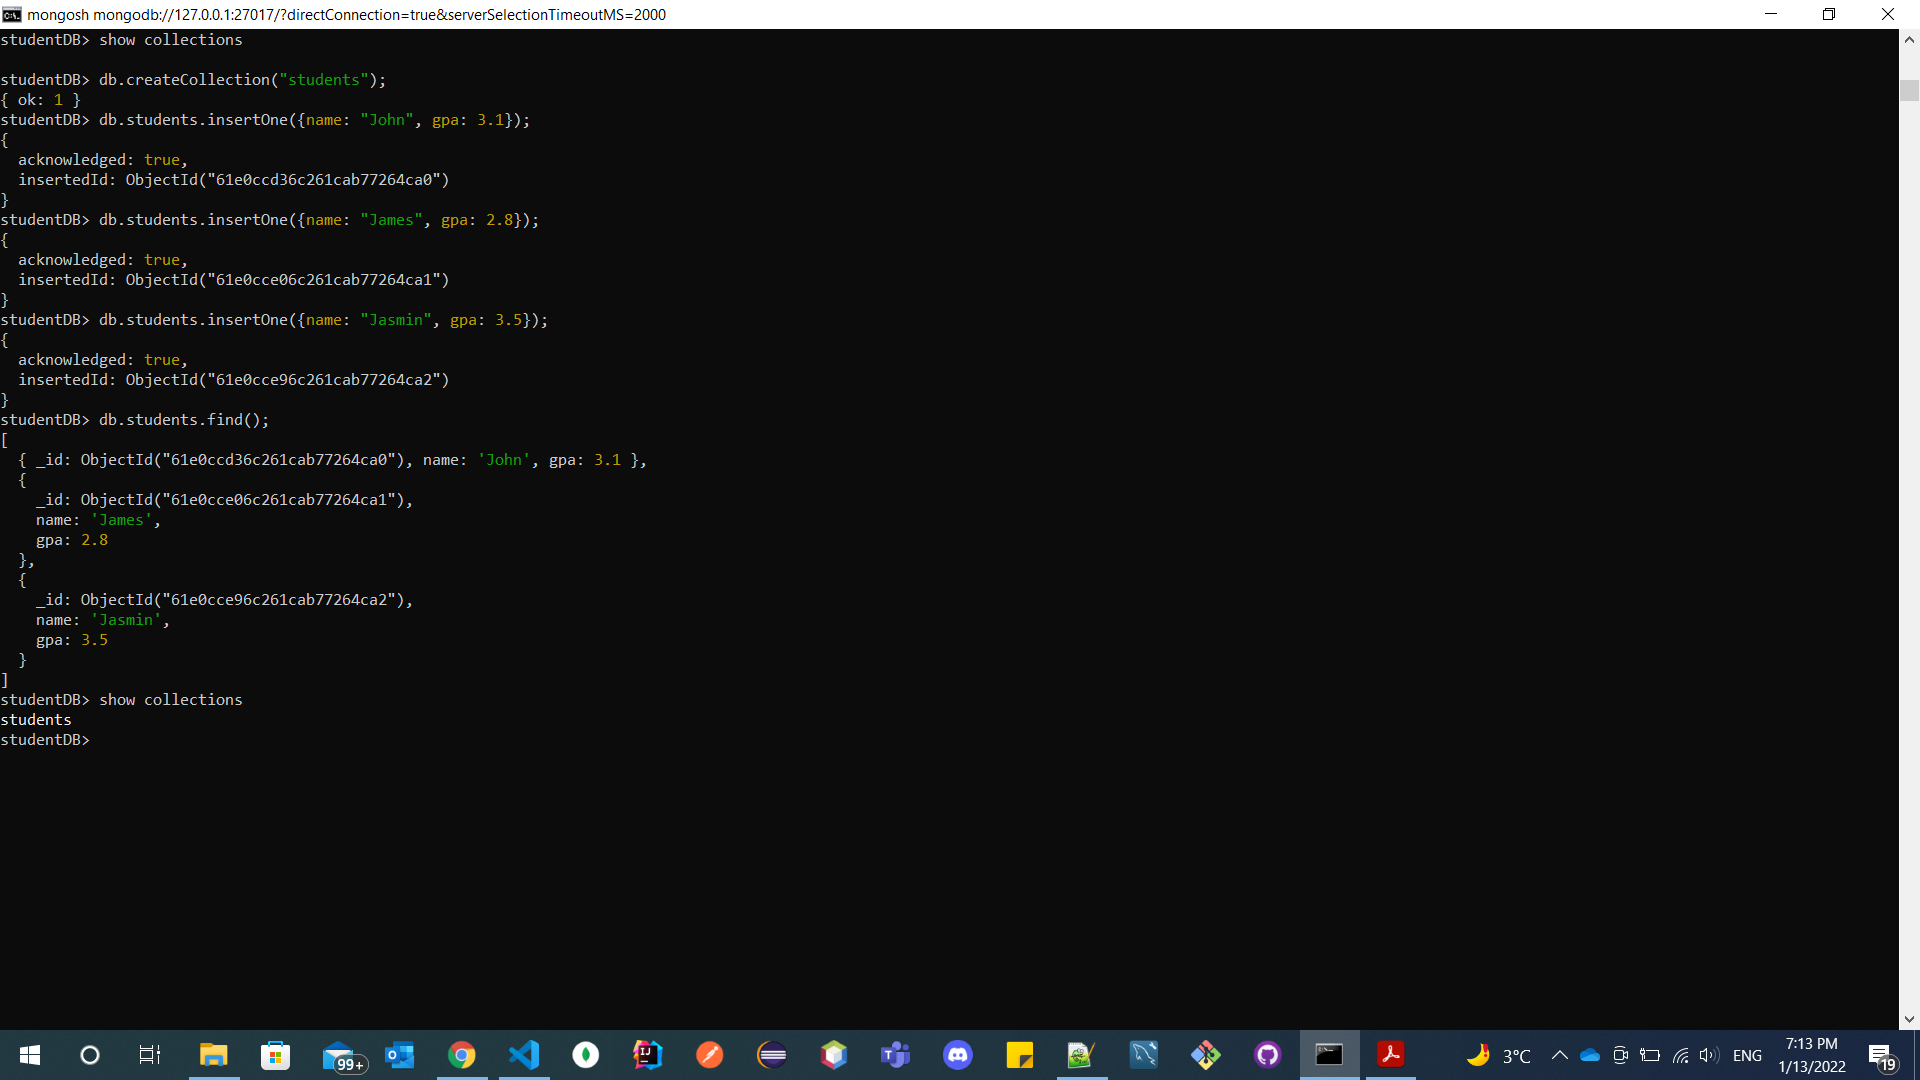 mongosh mongodb://127.0.0.1:27017/?directConnection=true&serverSelectionTimeoutMS=2000
studentDB> show collections
studentDB> db.createCollection("students");
{ ok: 1 }
studentDB> db.students.insertOne({name: "John", gpa: 3.1});
{
  acknowledged: true,
  insertedId: ObjectId("61e0ccd36c261cab77264ca0")
}
studentDB> db.students.insertOne({name: "James", gpa: 2.8});
{
  acknowledged: true,
  insertedId: ObjectId("61e0cce06c261cab77264ca1")
}
studentDB> db.students.insertOne({name: "Jasmin", gpa: 3.5});
{
  acknowledged: true,
  insertedId: ObjectId("61e0cce96c261cab77264ca2")
}
studentDB> db.students.find();
[
  { _id: ObjectId("61e0ccd36c261cab77264ca0"), name: 'John', gpa: 3.1 },
  {
    _id: ObjectId("61e0cce06c261cab77264ca1"),
    name: 'James',
    gpa: 2.8
  },
  {
    _id: ObjectId("61e0cce96c261cab77264ca2"),
    name: 'Jasmin',
    gpa: 3.5
  }
]
studentDB> show collections
students
studentDB>
99+
3°C
ENG
7:13 PM
1/13/2022
19